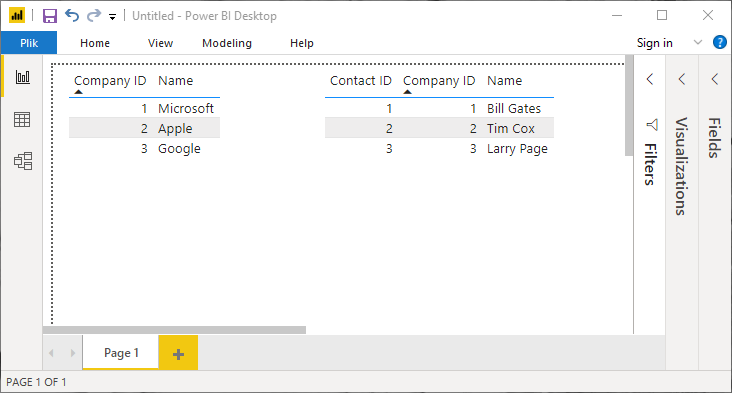 Untitled - Power BI Desktop
Plik Home View Modeling Help Sign in ?
Company ID Name
1 Microsoft
2 Apple
3 Google
Contact ID Company ID Name
1 1 Bill Gates
2 2 Tim Cox
3 3 Larry Page
Filters
Visualizations
Fields
Page 1 +
PAGE 1 OF 1